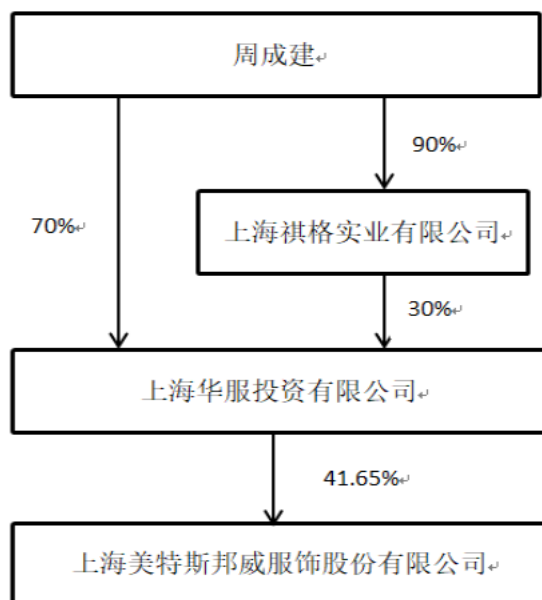 周成建
90%
70%
上海祺格实业有限公司
30%
上海华服投资有限公司
41.65%
上海美特斯邦威服饰股份有限公司